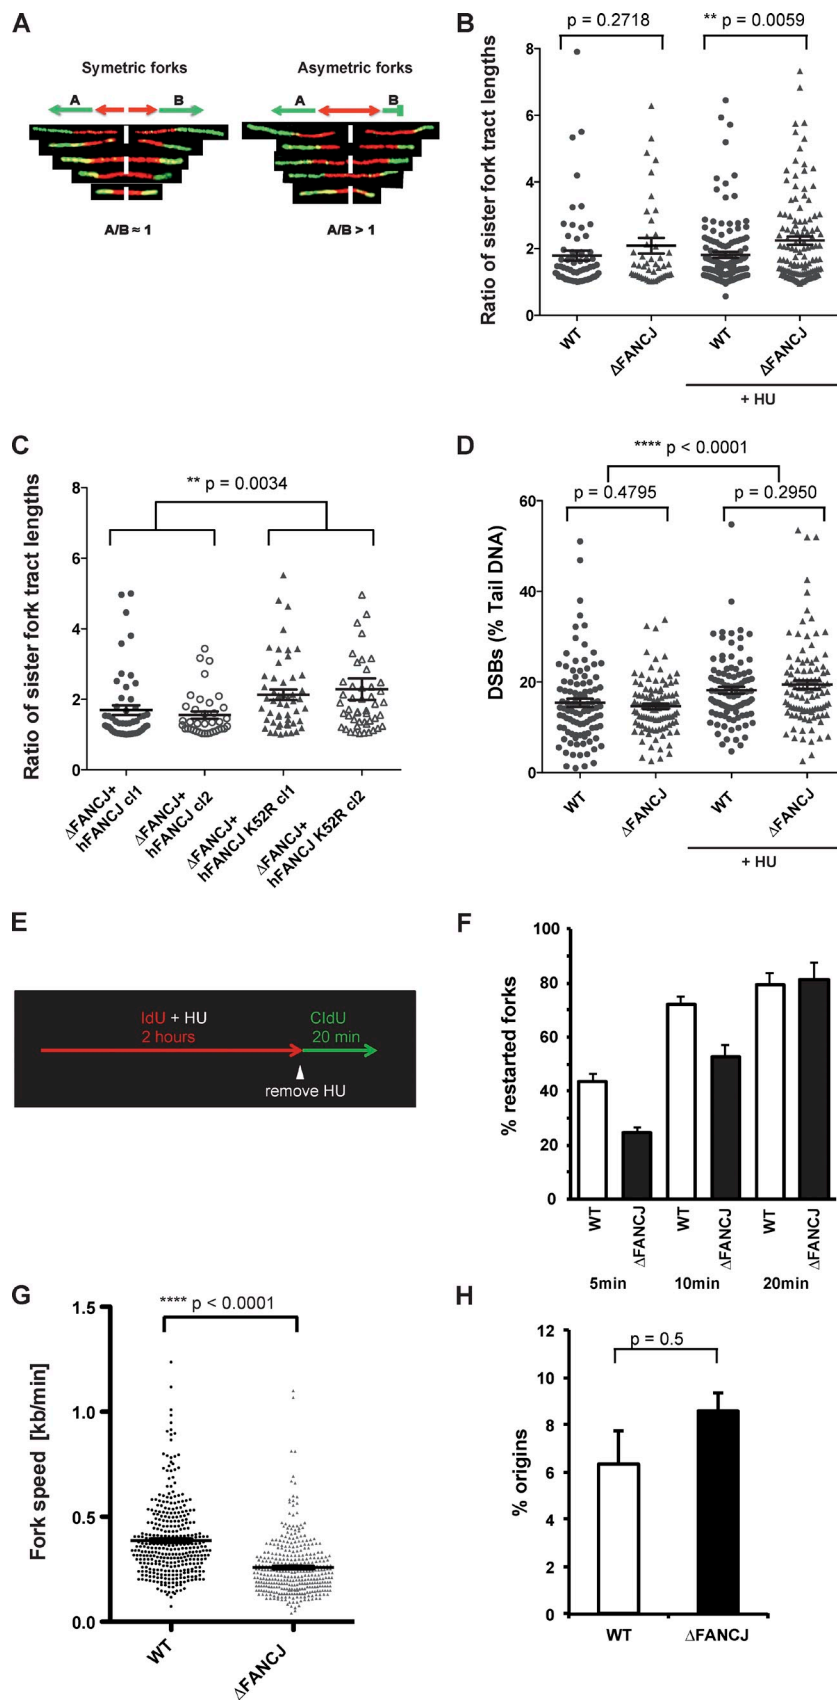 A
Symetric forks
Asymetric forks
A
B
A
B
A/B ≈ 1
A/B > 1
B
p = 0.2718
** p = 0.0059
Ratio of sister fork tract lengths
8
6
4
2
0
WT
ΔFANCJ
WT
ΔFANCJ
+ HU
C
** p = 0.0034
Ratio of sister fork tract lengths
8
6
4
2
0
ΔFANCJ+
hFANCJ cl1
ΔFANCJ+
hFANCJ cl2
ΔFANCJ+
hFANCJ K52R cl1
ΔFANCJ+
hFANCJ K52R cl2
D
**** p < 0.0001
p = 0.4795
p = 0.2950
DSBs (% Tail DNA)
60
40
20
0
WT
ΔFANCJ
WT
ΔFANCJ
+ HU
E
IdU + HU
2 hours
CldU
20 min
remove HU
F
% restarted forks
100
80
60
40
20
0
WT
ΔFANCJ
WT
ΔFANCJ
WT
ΔFANCJ
5min
10min
20min
G
**** p < 0.0001
Fork speed [kb/min]
1.5
1.0
0.5
0.0
WT
ΔFANCJ
H
p = 0.5
% origins
12
10
8
6
4
2
0
WT
ΔFANCJ